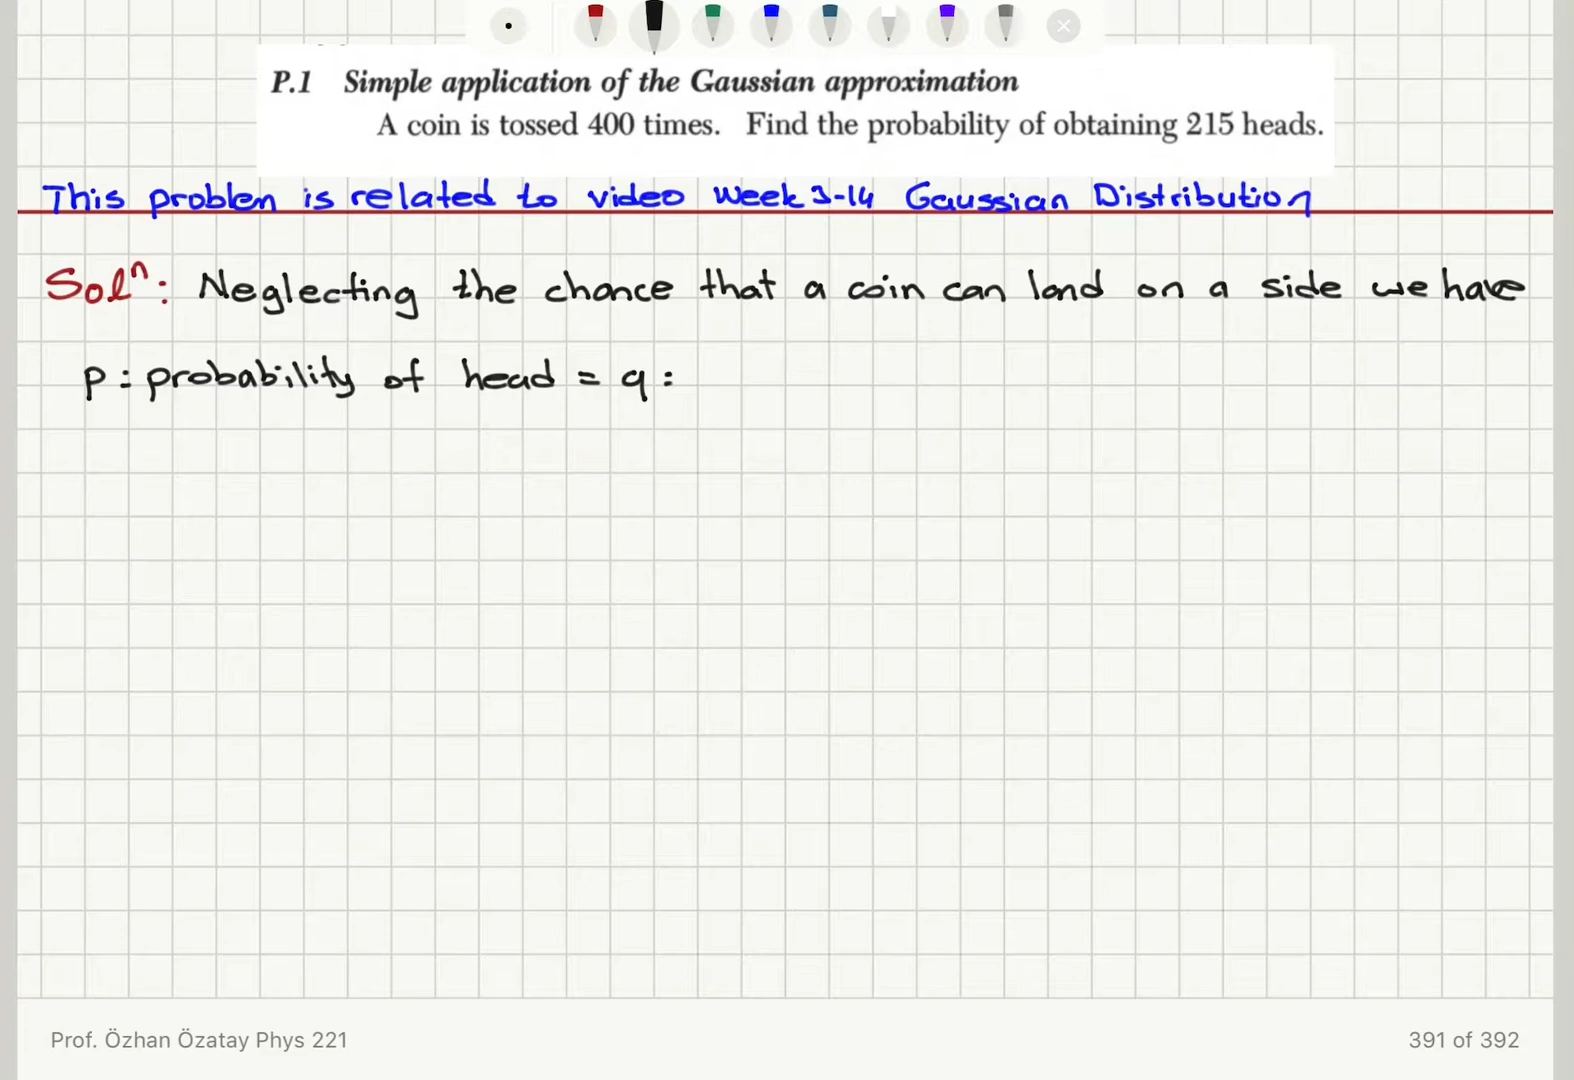 P.1 Simple application of the Gaussian approximation
A coin is tossed 400 times. Find the probability of obtaining 215 heads.
This problem is related to video Week 3-14 Gaussian Distribution
Solⁿ: Neglecting the chance that a coin can land on a side we have
p: probability of head = q:
Prof. Özhan Özatay Phys 221
391 of 392